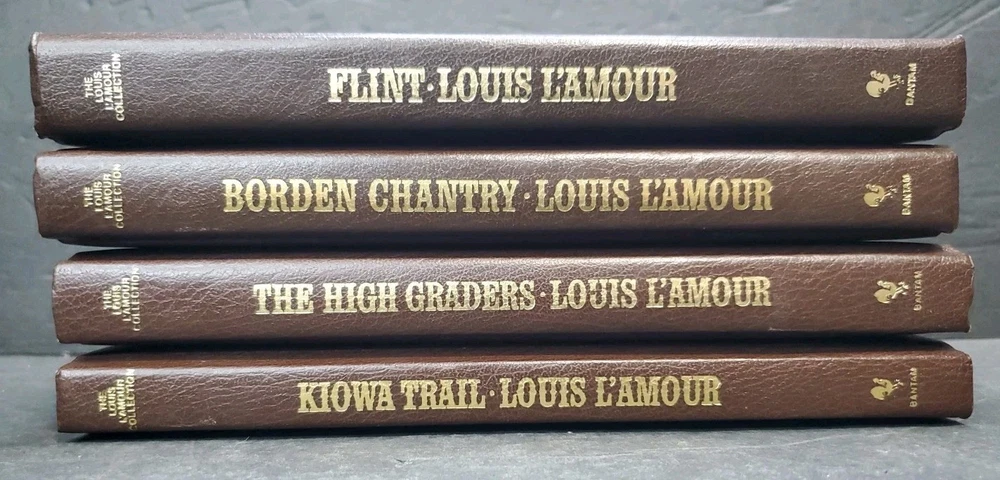 THE
LOUIS
L'AMOUR
COLLECTION
FLINT·LOUIS L'AMOUR
BANTAM
THE
LOUIS
L'AMOUR
COLLECTION
BORDEN CHANTRY·LOUIS L'AMOUR
BANTAM
THE
LOUIS
L'AMOUR
COLLECTION
THE HIGH GRADERS·LOUIS L'AMOUR
BANTAM
THE
LOUIS
L'AMOUR
COLLECTION
KIOWA TRAIL·LOUIS L'AMOUR
BANTAM